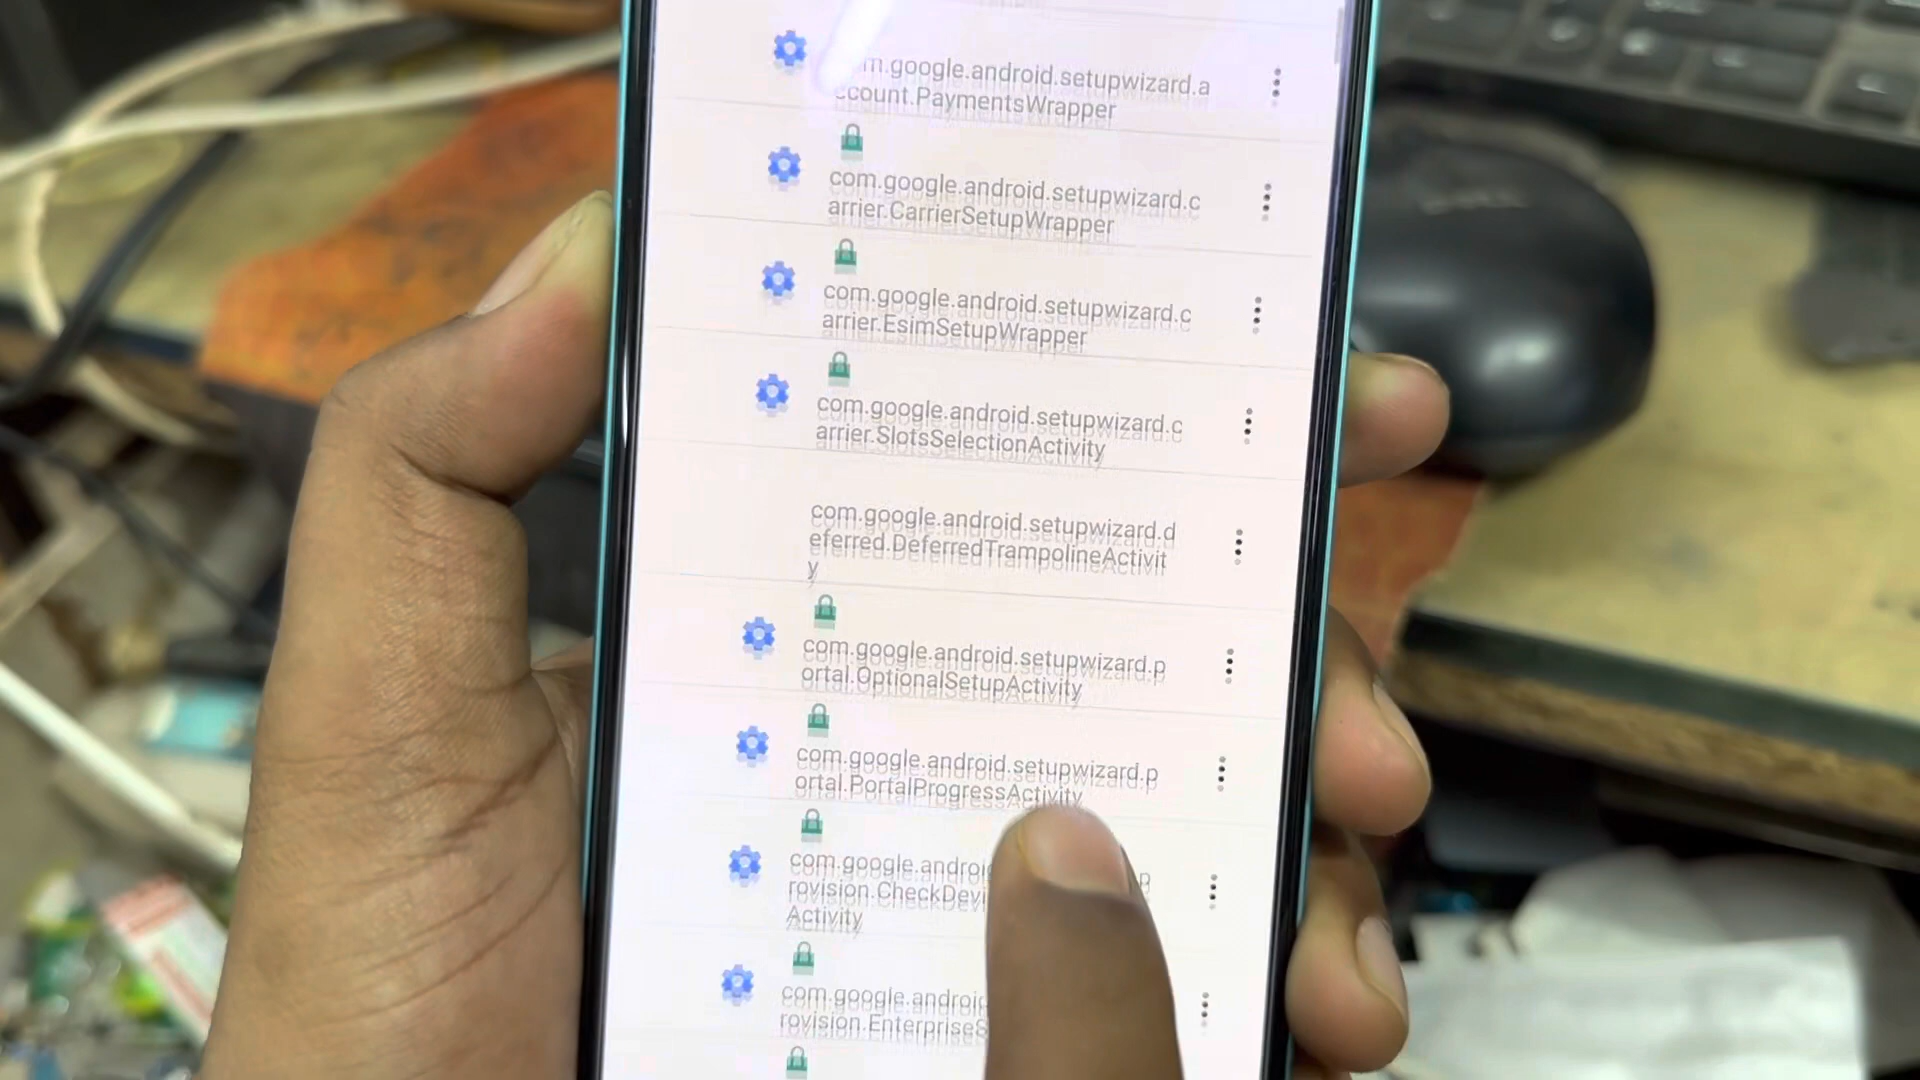 m.google.android.setupwizard.a
ccount.PaymentsWrapper
com.google.android.setupwizard.c
arrier.CarrierSetupWrapper
com.google.android.setupwizard.c
arrier.EsimSetupWrapper
com.google.android.setupwizard.c
arrier.SlotsSelectionActivity
com.google.android.setupwizard.d
eferred.DeferredTrampolineActivit
y
com.google.android.setupwizard.p
ortal.OptionalSetupActivity
com.google.android.setupwizard.p
ortal.PortalProgressActivity
com.google.androi p
rovision.CheckDevi
Activity
com.google.androi
rovision.EnterpriseS